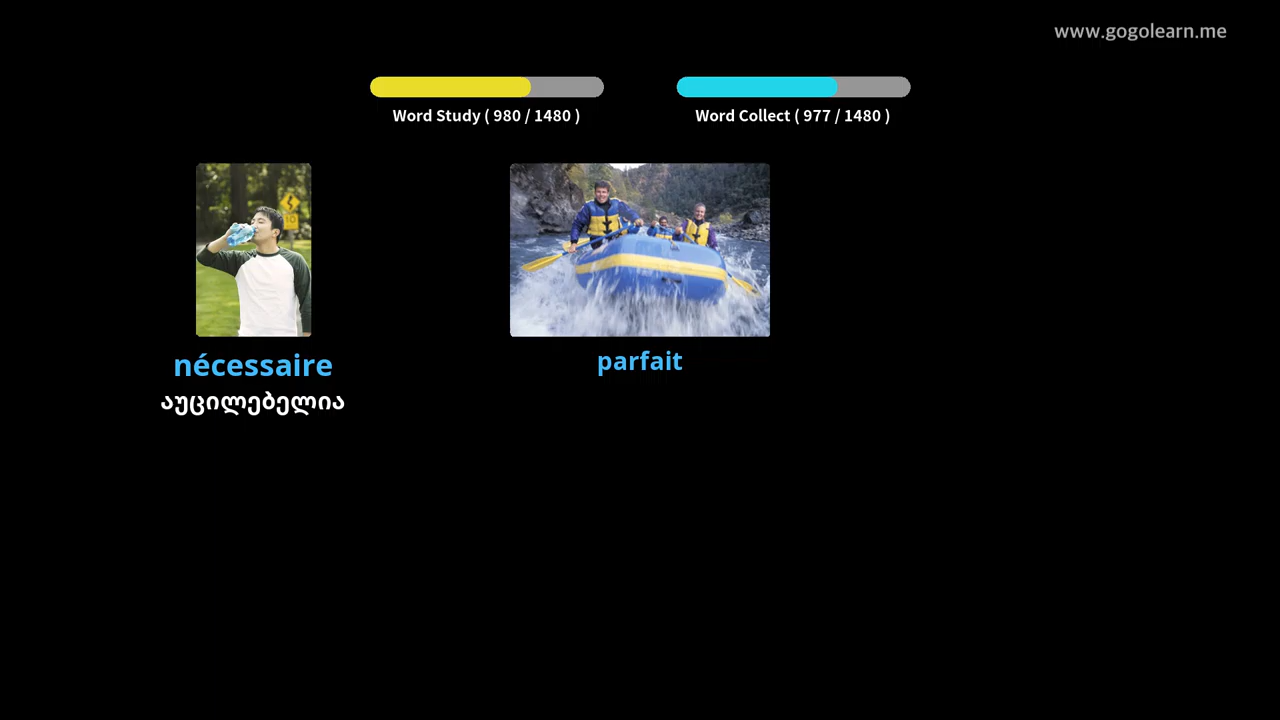 www.gogolearn.me
Word Study ( 980 / 1480 )
Word Collect ( 977 / 1480 )
nécessaire
აუცილებელია
parfait